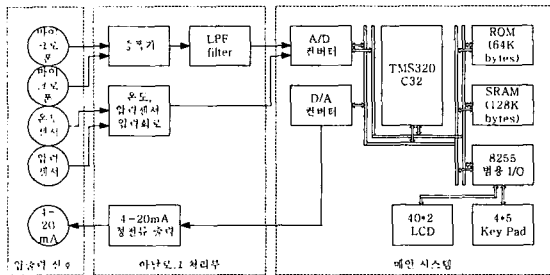 마이
크로
폰
마이
크로
폰
온도
센서
압력
센서
4-
20
mA
입출력 신호
증폭기
LPF
filter
온도,
압력센서
입력회로
4-20mA
정전류 출력
아날로그 처리부
A/D
컨버터
D/A
컨버터
TMS320
C32
ROM
(64K
bytes)
SRAM
(128K
bytes)
8255
범용 I/O
40*2
LCD
4*5
Key Pad
메인 시스템